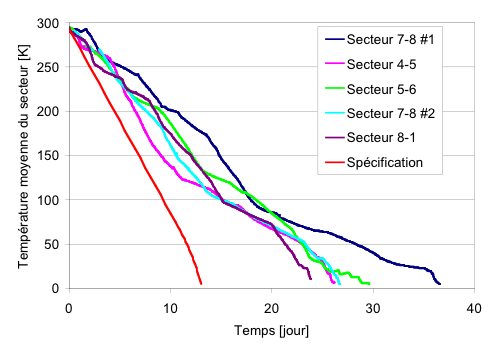 300
250
200
150
100
50
0
Température moyenne du secteur [K]
0 10 20 30 40
Temps [jour]
Secteur 7-8 #1
Secteur 4-5
Secteur 5-6
Secteur 7-8 #2
Secteur 8-1
Spécification